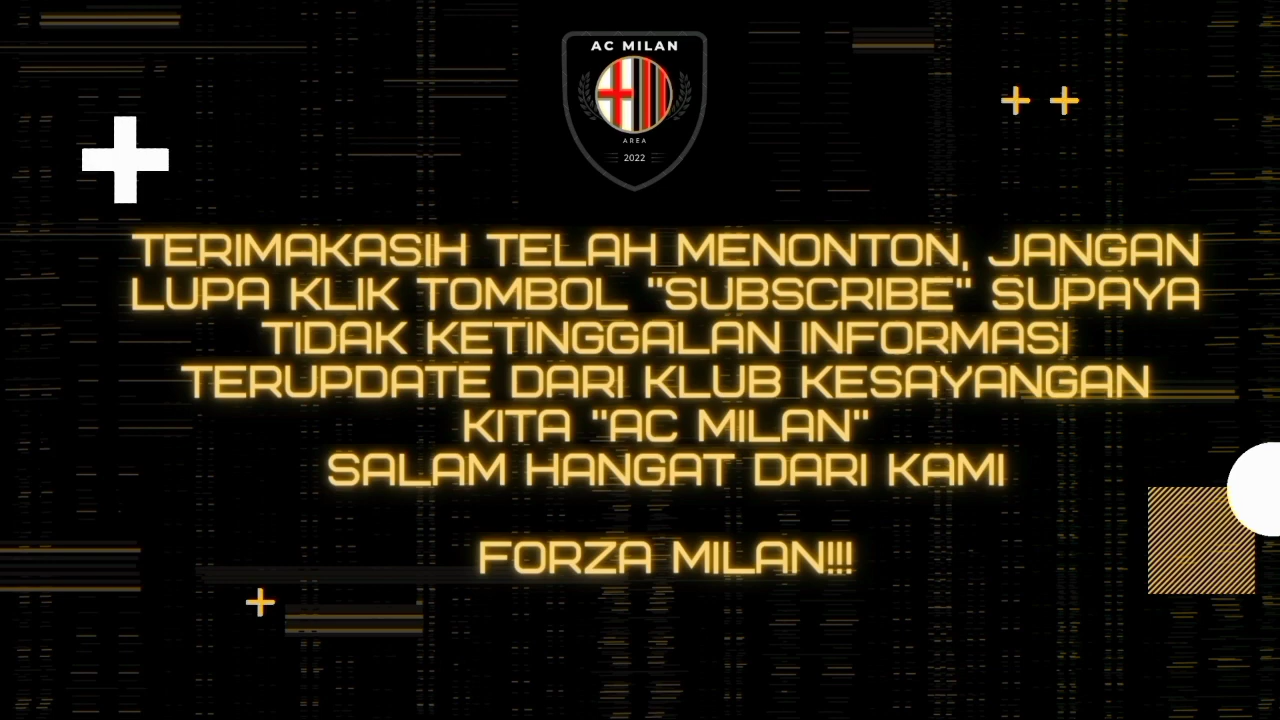 AC MILAN
AREA
2022
TERIMAKASIH TELAH MENONTON, JANGAN
LUPA KLIK TOMBOL "SUBSCRIBE" SUPAYA
TIDAK KETINGGALAN INFORMASI
TERUPDATE DARI KLUB KESAYANGAN
KITA "AC MILAN"
SALAM HANGAT DARI KAMI
FORZA MILAN!!!